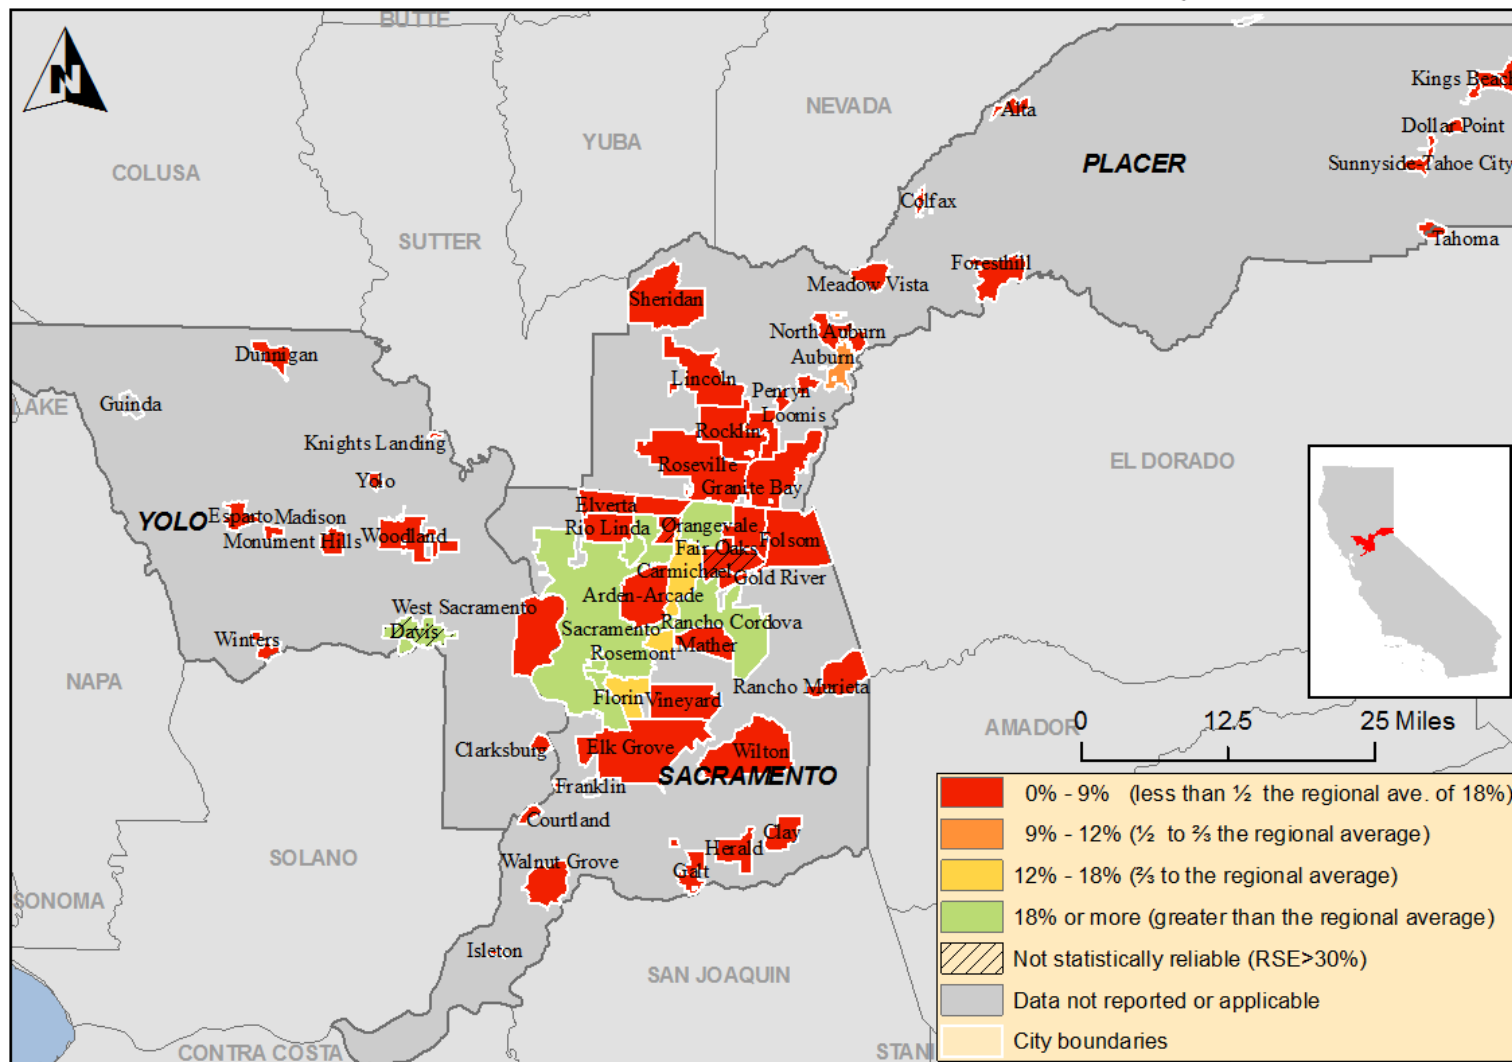 BUTTE
N
NEVADA
Kings Beach
Alta
Dollar Point
YUBA
PLACER
Sunnyside-Tahoe City
COLUSA
Colfax
SUTTER
Tahoma
Foresthill
Meadow Vista
Sheridan
North Auburn
Dunnigan
Auburn
Lincoln
Penryn
LAKE
Guinda
Loomis
Rocklin
Knights Landing
Roseville
EL DORADO
Yolo
Granite Bay
Elverta
YOLO
Esparto
Madison
Rio Linda
Orangevale
Monument Hills
Woodland
Folsom
Fair Oaks
Carmichael
Gold River
Arden-Arcade
West Sacramento
Rancho Cordova
Davis
Sacramento
Winters
Mather
Rosemont
NAPA
Rancho Murieta
Florin
Vineyard
0 12.5 25 Miles
AMADOR
Clarksburg
Elk Grove
Wilton
SACRAMENTO
Franklin
0% - 9% (less than ½ the regional ave. of 18%)
Courtland
Clay
9% - 12% (½ to ⅔ the regional average)
Herald
SOLANO
Walnut Grove
Galt
12% - 18% (⅔ to the regional average)
SONOMA
18% or more (greater than the regional average)
Isleton
Not statistically reliable (RSE>30%)
SAN JOAQUIN
Data not reported or applicable
City boundaries
CONTRA COSTA
STANI